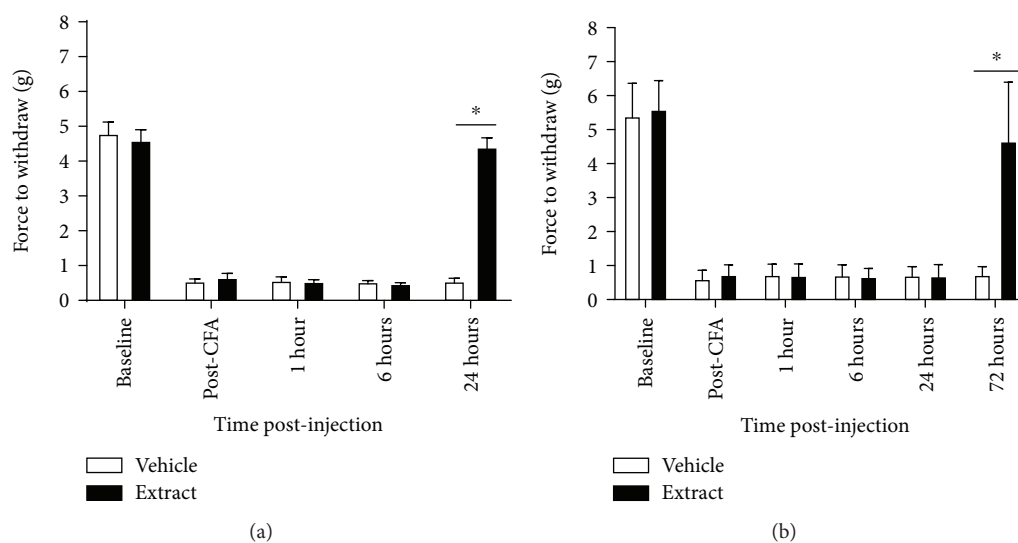 8
7
6
5
4
3
2
1
0
Force to withdraw (g)
*
Baseline
Post-CFA
1 hour
6 hours
24 hours
Time post-injection
Vehicle
Extract
(a)
8
7
6
5
4
3
2
1
0
Force to withdraw (g)
*
Baseline
Post-CFA
1 hour
6 hours
24 hours
72 hours
Time post-injection
Vehicle
Extract
(b)